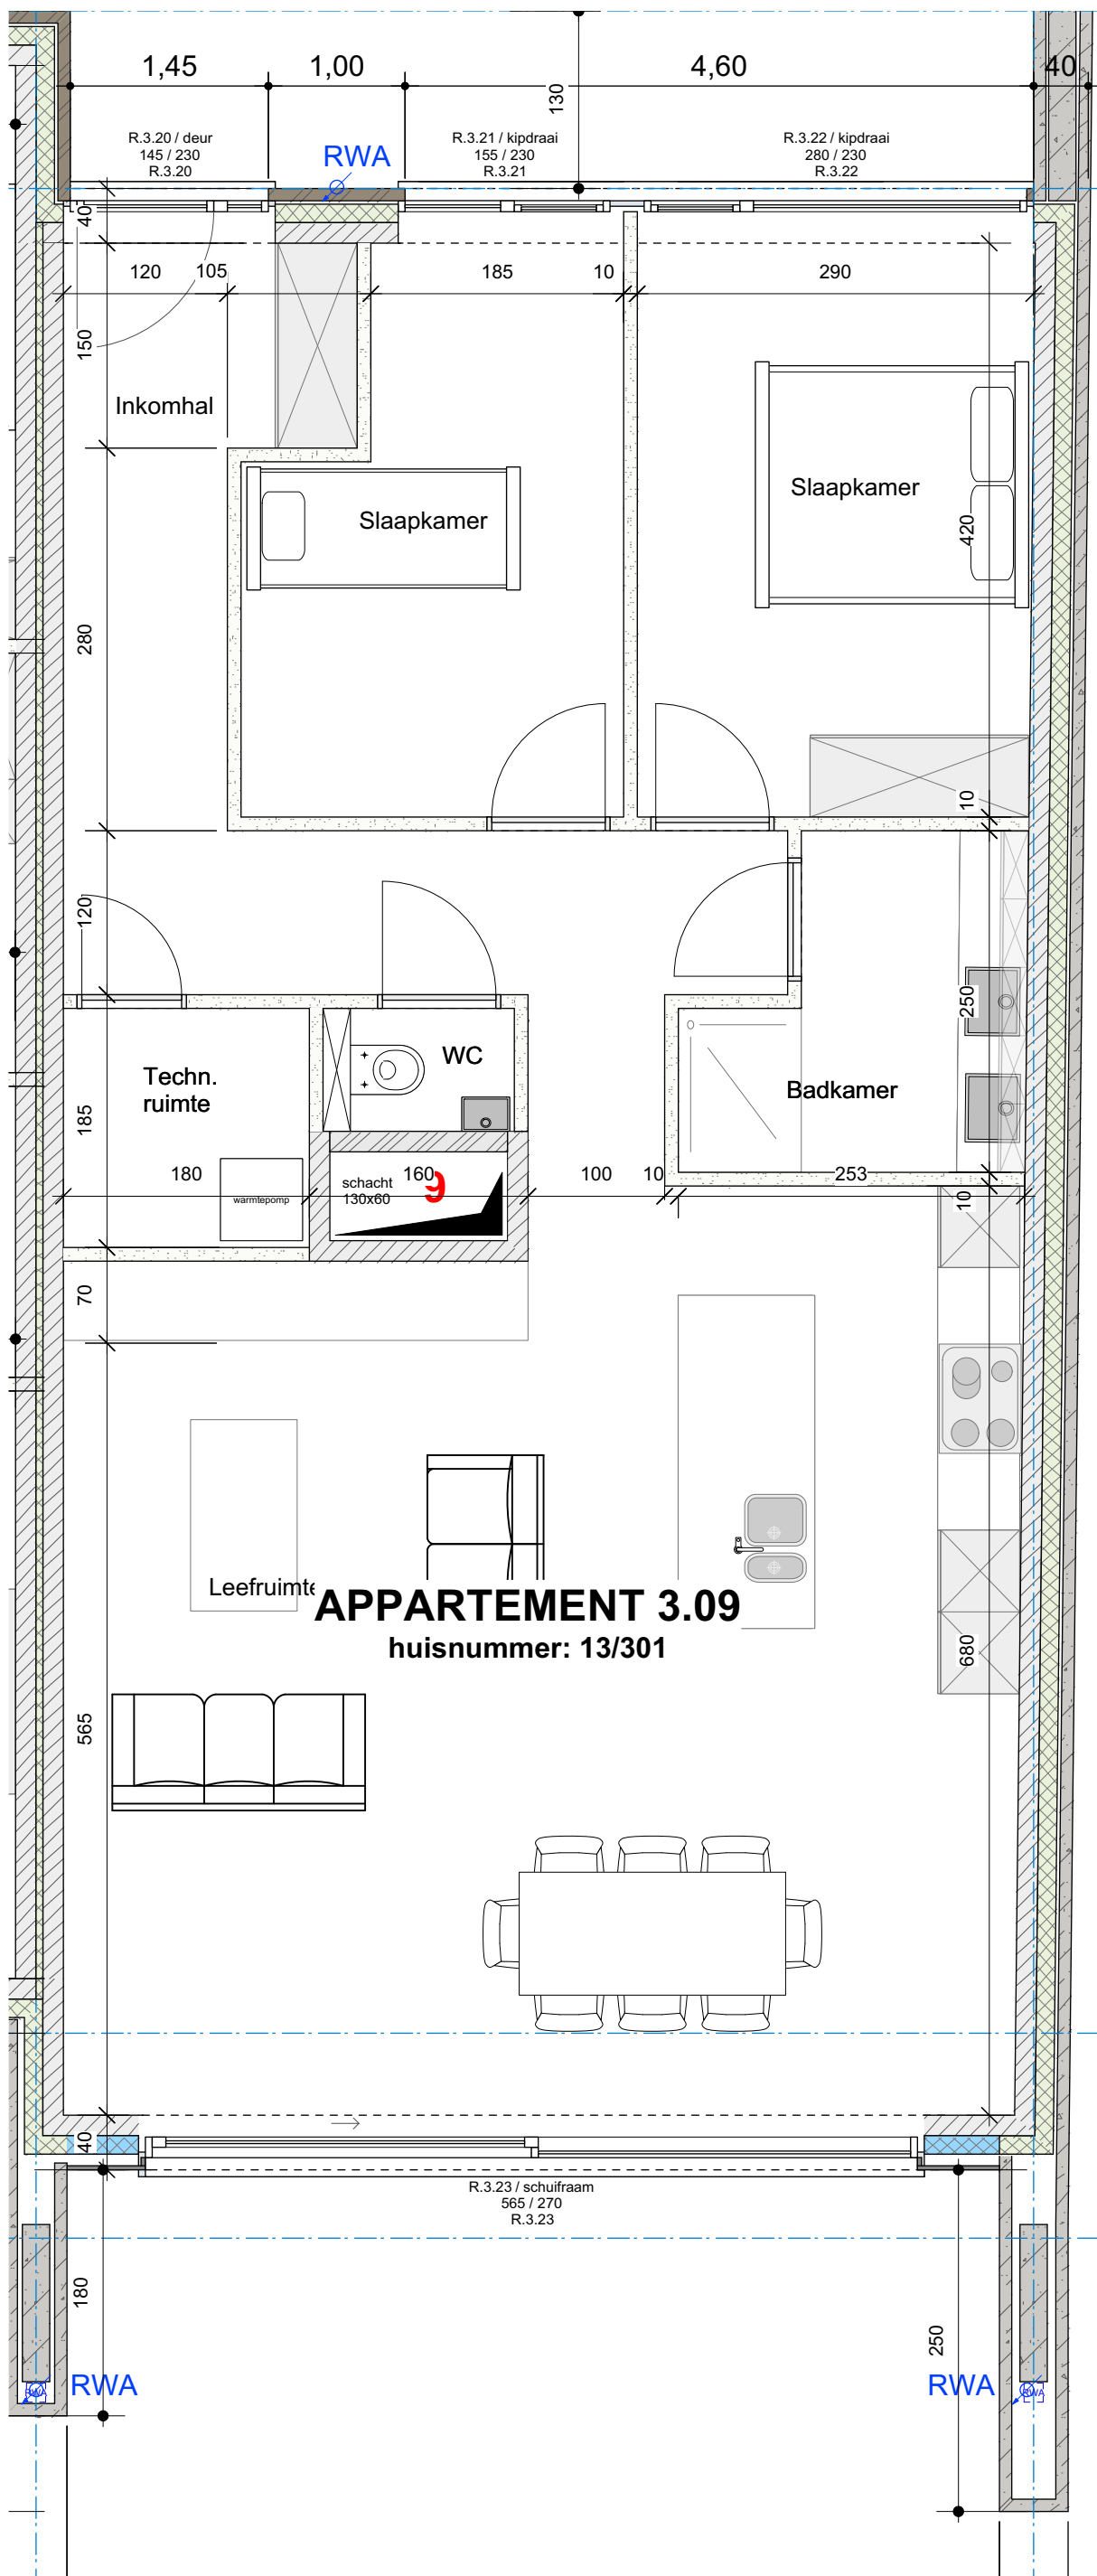 1,45
1,00
4,60
40
130
R.3.20 / deur
145 / 230
R.3.20
R.3.21 / kipdraai
155 / 230
R.3.21
R.3.22 / kipdraai
280 / 230
R.3.22
RWA
40
120
105
185
10
290
150
Inkomhal
Slaapkamer
Slaapkamer
420
280
10
120
250
Techn.
ruimte
WC
Badkamer
185
180
warmtepomp
schacht
130x60
160
9
100
10
253
10
70
Leefruimte
APPARTEMENT 3.09
huisnummer: 13/301
680
565
40
R.3.23 / schuifraam
565 / 270
R.3.23
180
250
RWA
RWA
RWA
RWA